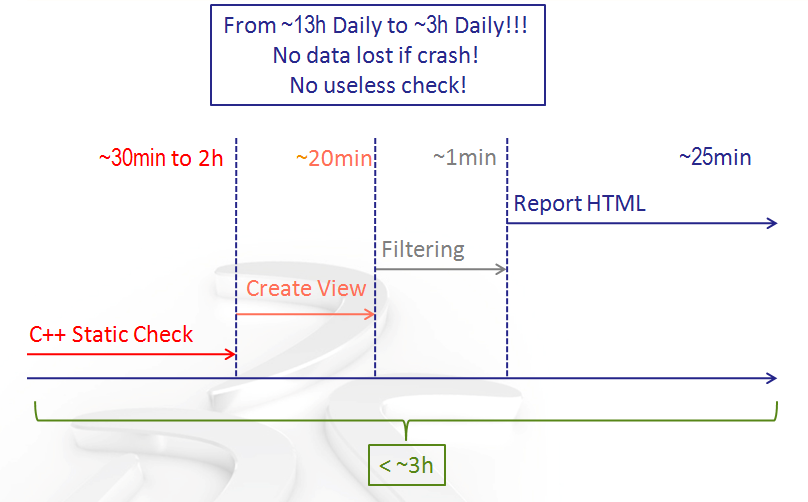 From ~13h Daily to ~3h Daily!!!
No data lost if crash!
No useless check!
~30min to 2h
~20min
~1min
~25min
Report HTML
Filtering
Create View
C++ Static Check
< ~3h